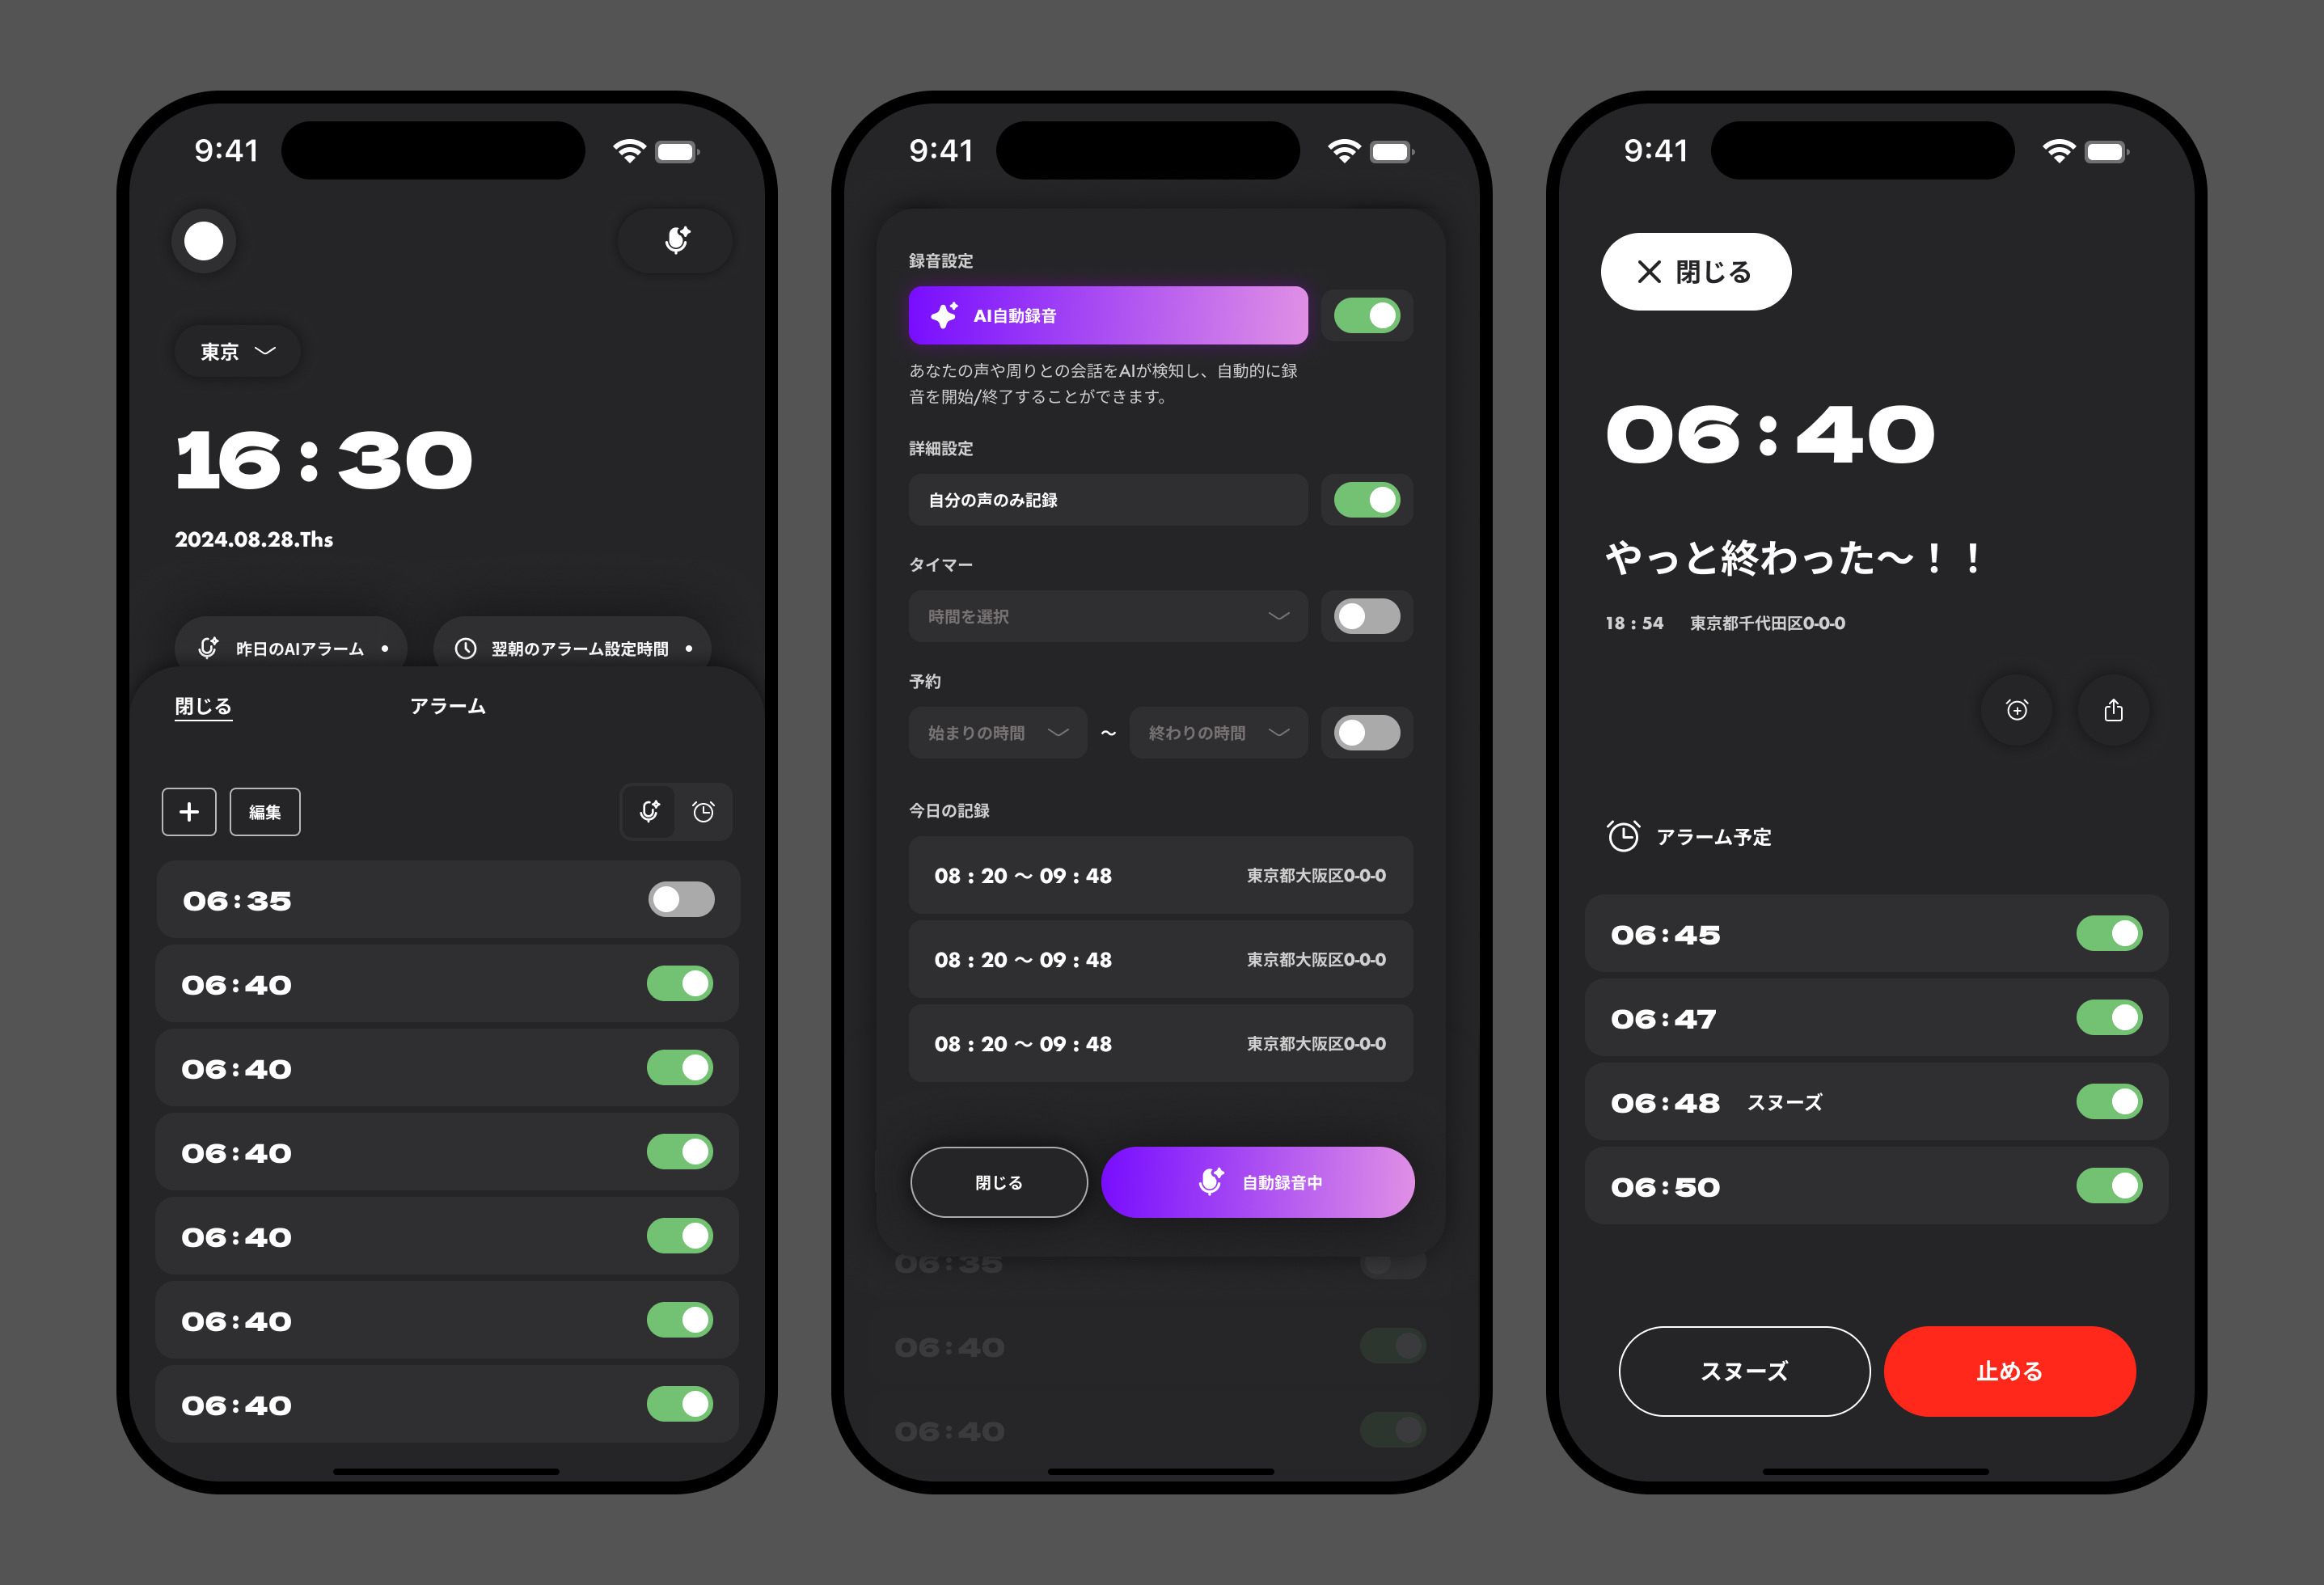 9:41
東京
16:30
2024.08.28.Ths
昨日のAIアラーム •
翌朝のアラーム設定時間 •
閉じる
アラーム
編集
06:35
06:40
06:40
06:40
06:40
06:40
06:40
9:41
録音設定
AI自動録音
あなたの声や周りとの会話をAIが検知し、自動的に録
音を開始/終了することができます。
詳細設定
自分の声のみ記録
タイマー
時間を選択
予約
始まりの時間 〜 終わりの時間
今日の記録
08 : 20 〜 09 : 48 東京都大阪区0-0-0
08 : 20 〜 09 : 48 東京都大阪区0-0-0
08 : 20 〜 09 : 48 東京都大阪区0-0-0
閉じる
自動録音中
06:35
06:40
06:40
9:41
閉じる
06:40
やっと終わった〜！！
18 : 54 東京都千代田区0-0-0
アラーム予定
06:45
06:47
06:48 スヌーズ
06:50
スヌーズ
止める